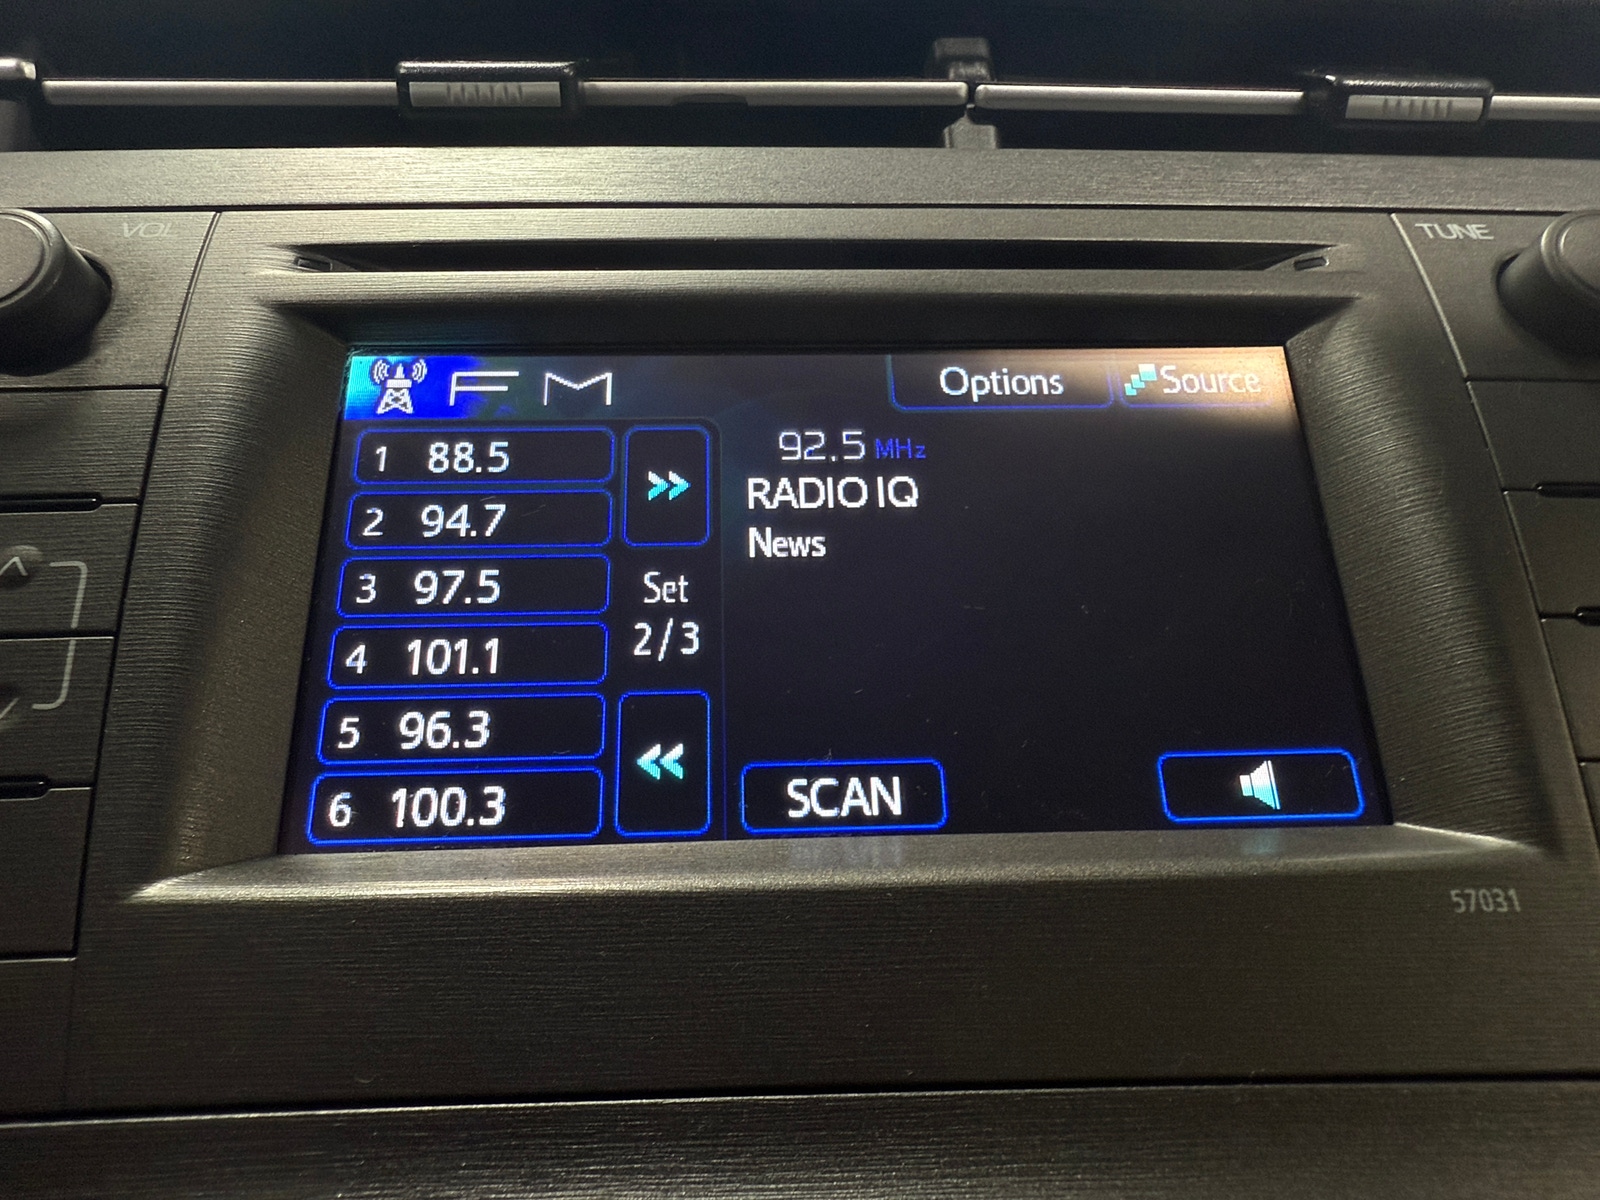 VOL
TUNE
FM
Options
Source
1 88.5
2 94.7
3 97.5
4 101.1
5 96.3
6 100.3
>>
Set
2/3
<<
92.5 MHz
RADIO IQ
News
SCAN
57031